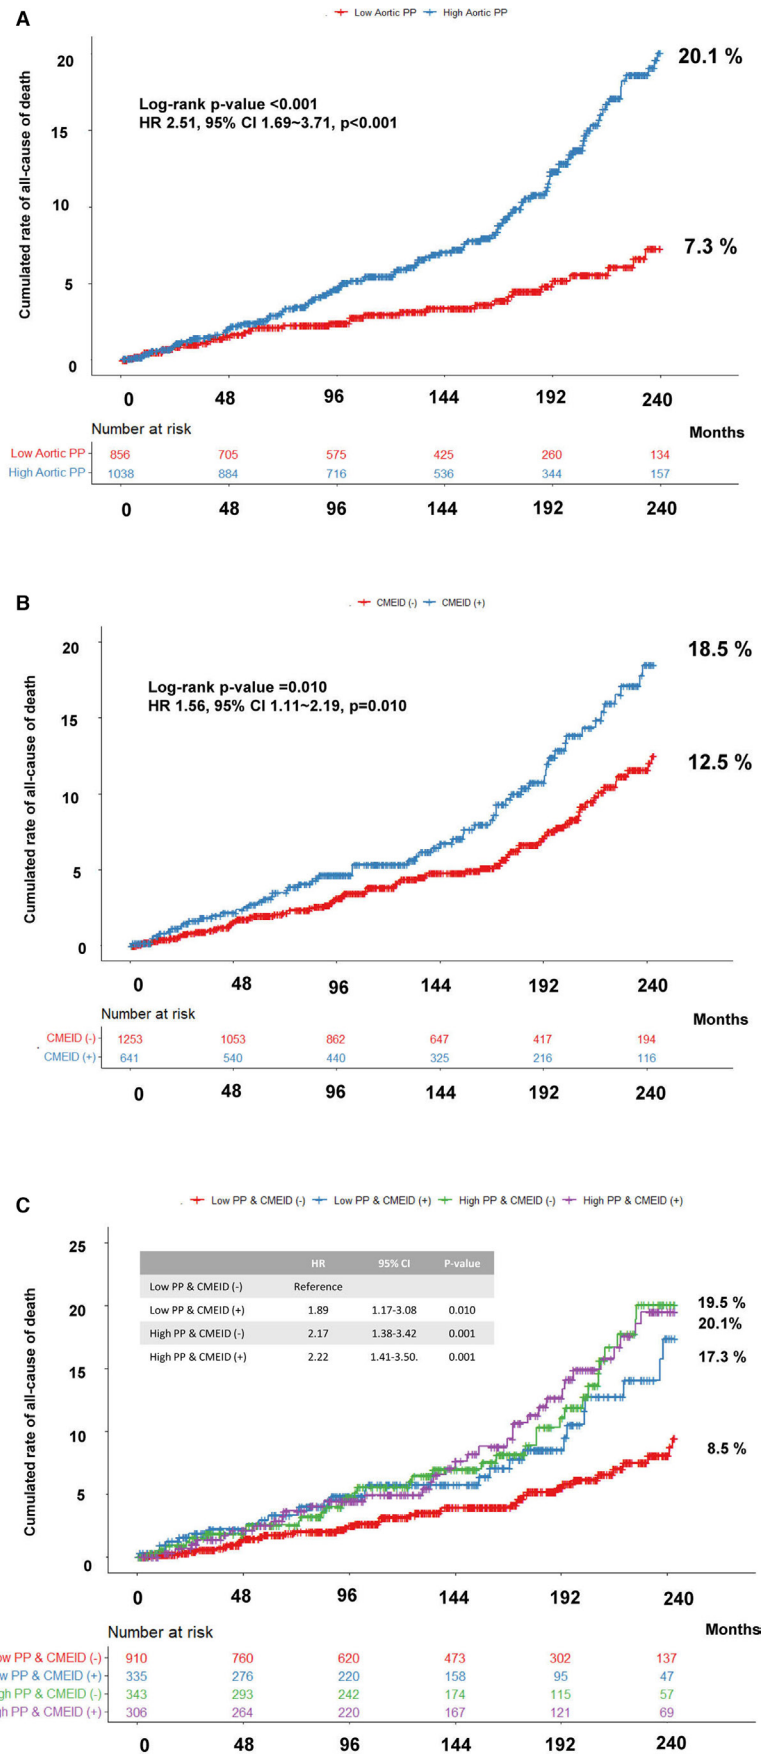 A
Low Aortic PP High Aortic PP
20.1 %
20
Log-rank p-value <0.001
HR 2.51, 95% CI 1.69~3.71, p<0.001
15
10
7.3 %
5
0
Cumulated rate of all-cause of death
0 48 96 144 192 240
Number at risk
Months
Low Aortic PP 856 705 575 425 260 134
High Aortic PP 1038 884 716 536 344 157
0 48 96 144 192 240
B
CMEID (-) CMEID (+)
20
18.5 %
Log-rank p-value =0.010
HR 1.56, 95% CI 1.11~2.19, p=0.010
15
12.5 %
10
5
0
Cumulated rate of all-cause of death
0 48 96 144 192 240
Number at risk
Months
CMEID (-) 1253 1053 862 647 417 194
CMEID (+) 641 540 440 325 216 116
0 48 96 144 192 240
C
Low PP & CMEID (-) Low PP & CMEID (+) High PP & CMEID (-) High PP & CMEID (+)
25
HR 95% CI P-value
Low PP & CMEID (-) Reference
Low PP & CMEID (+) 1.89 1.17-3.08 0.010
High PP & CMEID (-) 2.17 1.38-3.42 0.001
High PP & CMEID (+) 2.22 1.41-3.50. 0.001
20
19.5 %
20.1%
17.3 %
15
10
8.5 %
5
0
Cumulated rate of all-cause of death
0 48 96 144 192 240
Number at risk
Months
ow PP & CMEID (-) 910 760 620 473 302 137
w PP & CMEID (+) 335 276 220 158 95 47
gh PP & CMEID (-) 343 293 242 174 115 57
gh PP & CMEID (+) 306 264 220 167 121 69
0 48 96 144 192 240